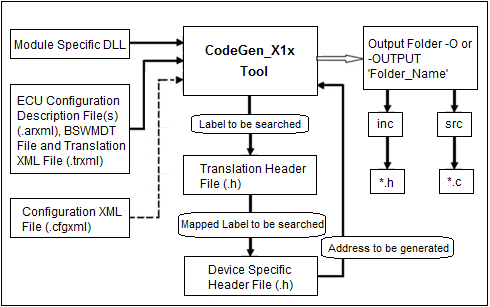 Module Specific DLL
CodeGen_X1x
Tool
Output Folder -O or
-OUTPUT
'Folder_Name'
ECU Configuration
Description File(s)
(.arxml), BSWMDT
File and Translation
XML File (.trxml)
Label to be searched
inc
src
Translation Header
File (.h)
*.h
*.c
Configuration XML
File (.cfgxml)
Mapped Label to be searched
Address to be generated
Device Specific
Header File (.h)